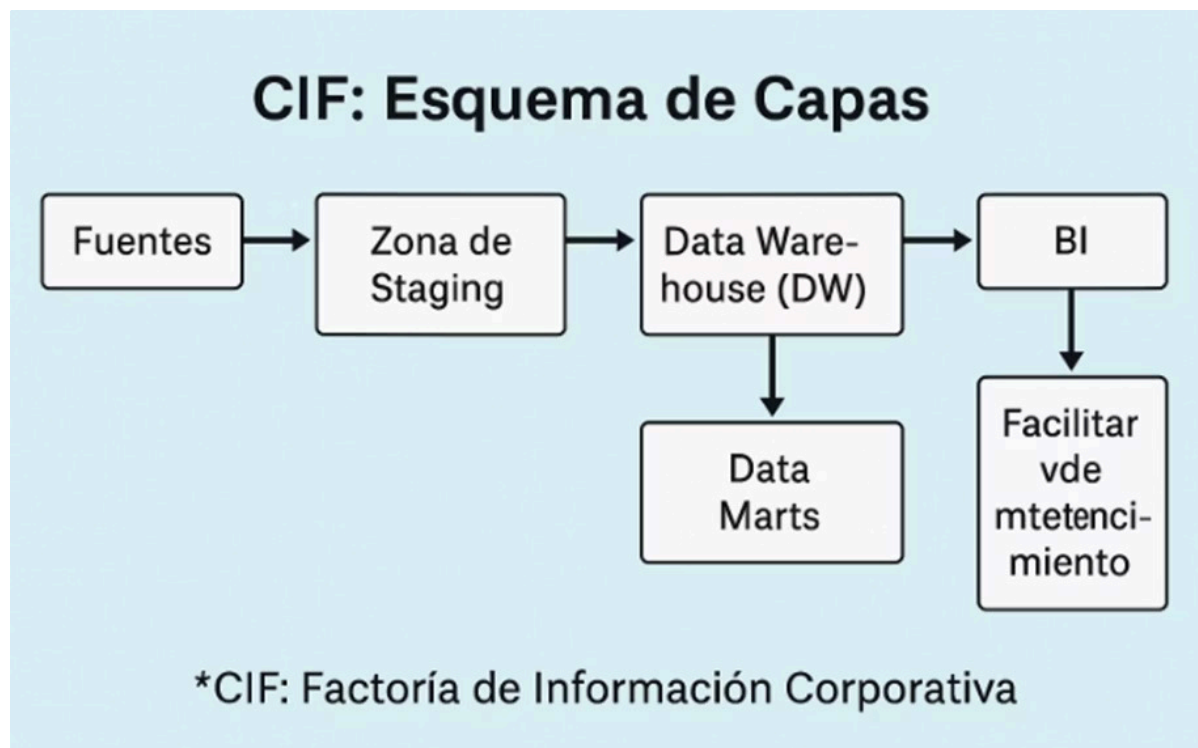 CIF: Esquema de Capas
Fuentes
Zona de
Staging
Data Ware-
house (DW)
BI
Data
Marts
Facilitar
vde
mtetenci-
miento
*CIF: Factoría de Información Corporativa